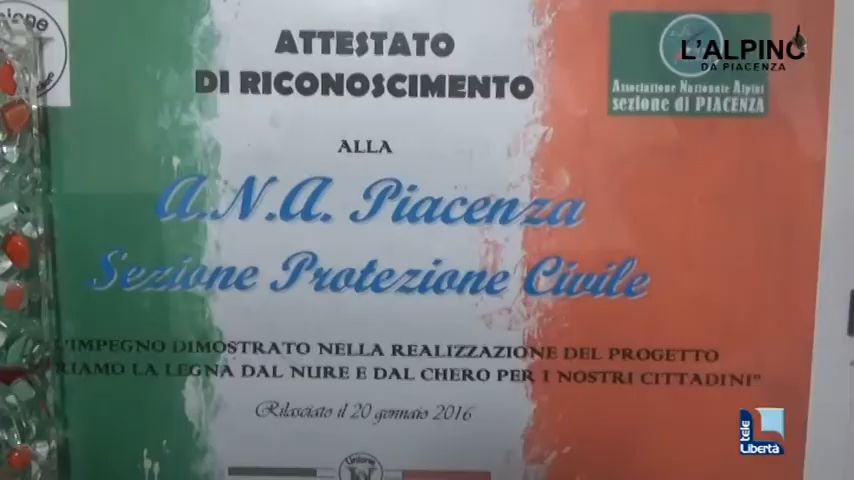 ATTESTATO
DI RICONOSCIMENTO
L'ALPINO
DA PIACENZA
Associazione Nazionale Alpini
sezione di PIACENZA
ALLA
A.N.A. Piacenza
Sezione Protezione Civile
L'IMPEGNO DIMOSTRATO NELLA REALIZZAZIONE DEL PROGETTO
RIAMO LA LEGNA DAL NURE E DAL CHERO PER I NOSTRI CITTADINI"
Rilasciato il 20 gennaio 2016
Unione
tele
Libertà